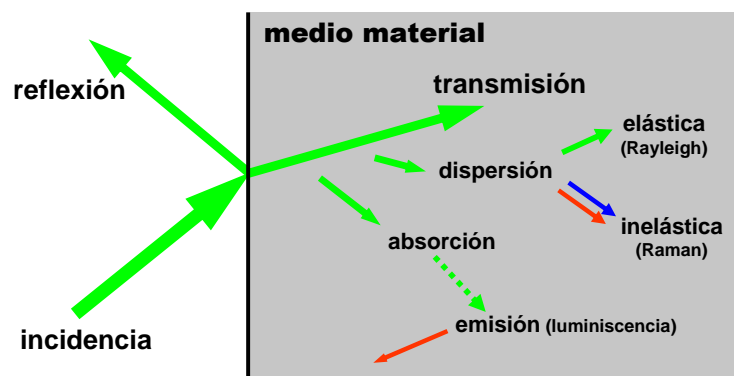 medio material
reflexión
transmisión
elástica
(Rayleigh)
dispersión
inelástica
(Raman)
absorción
incidencia
emisión (luminiscencia)